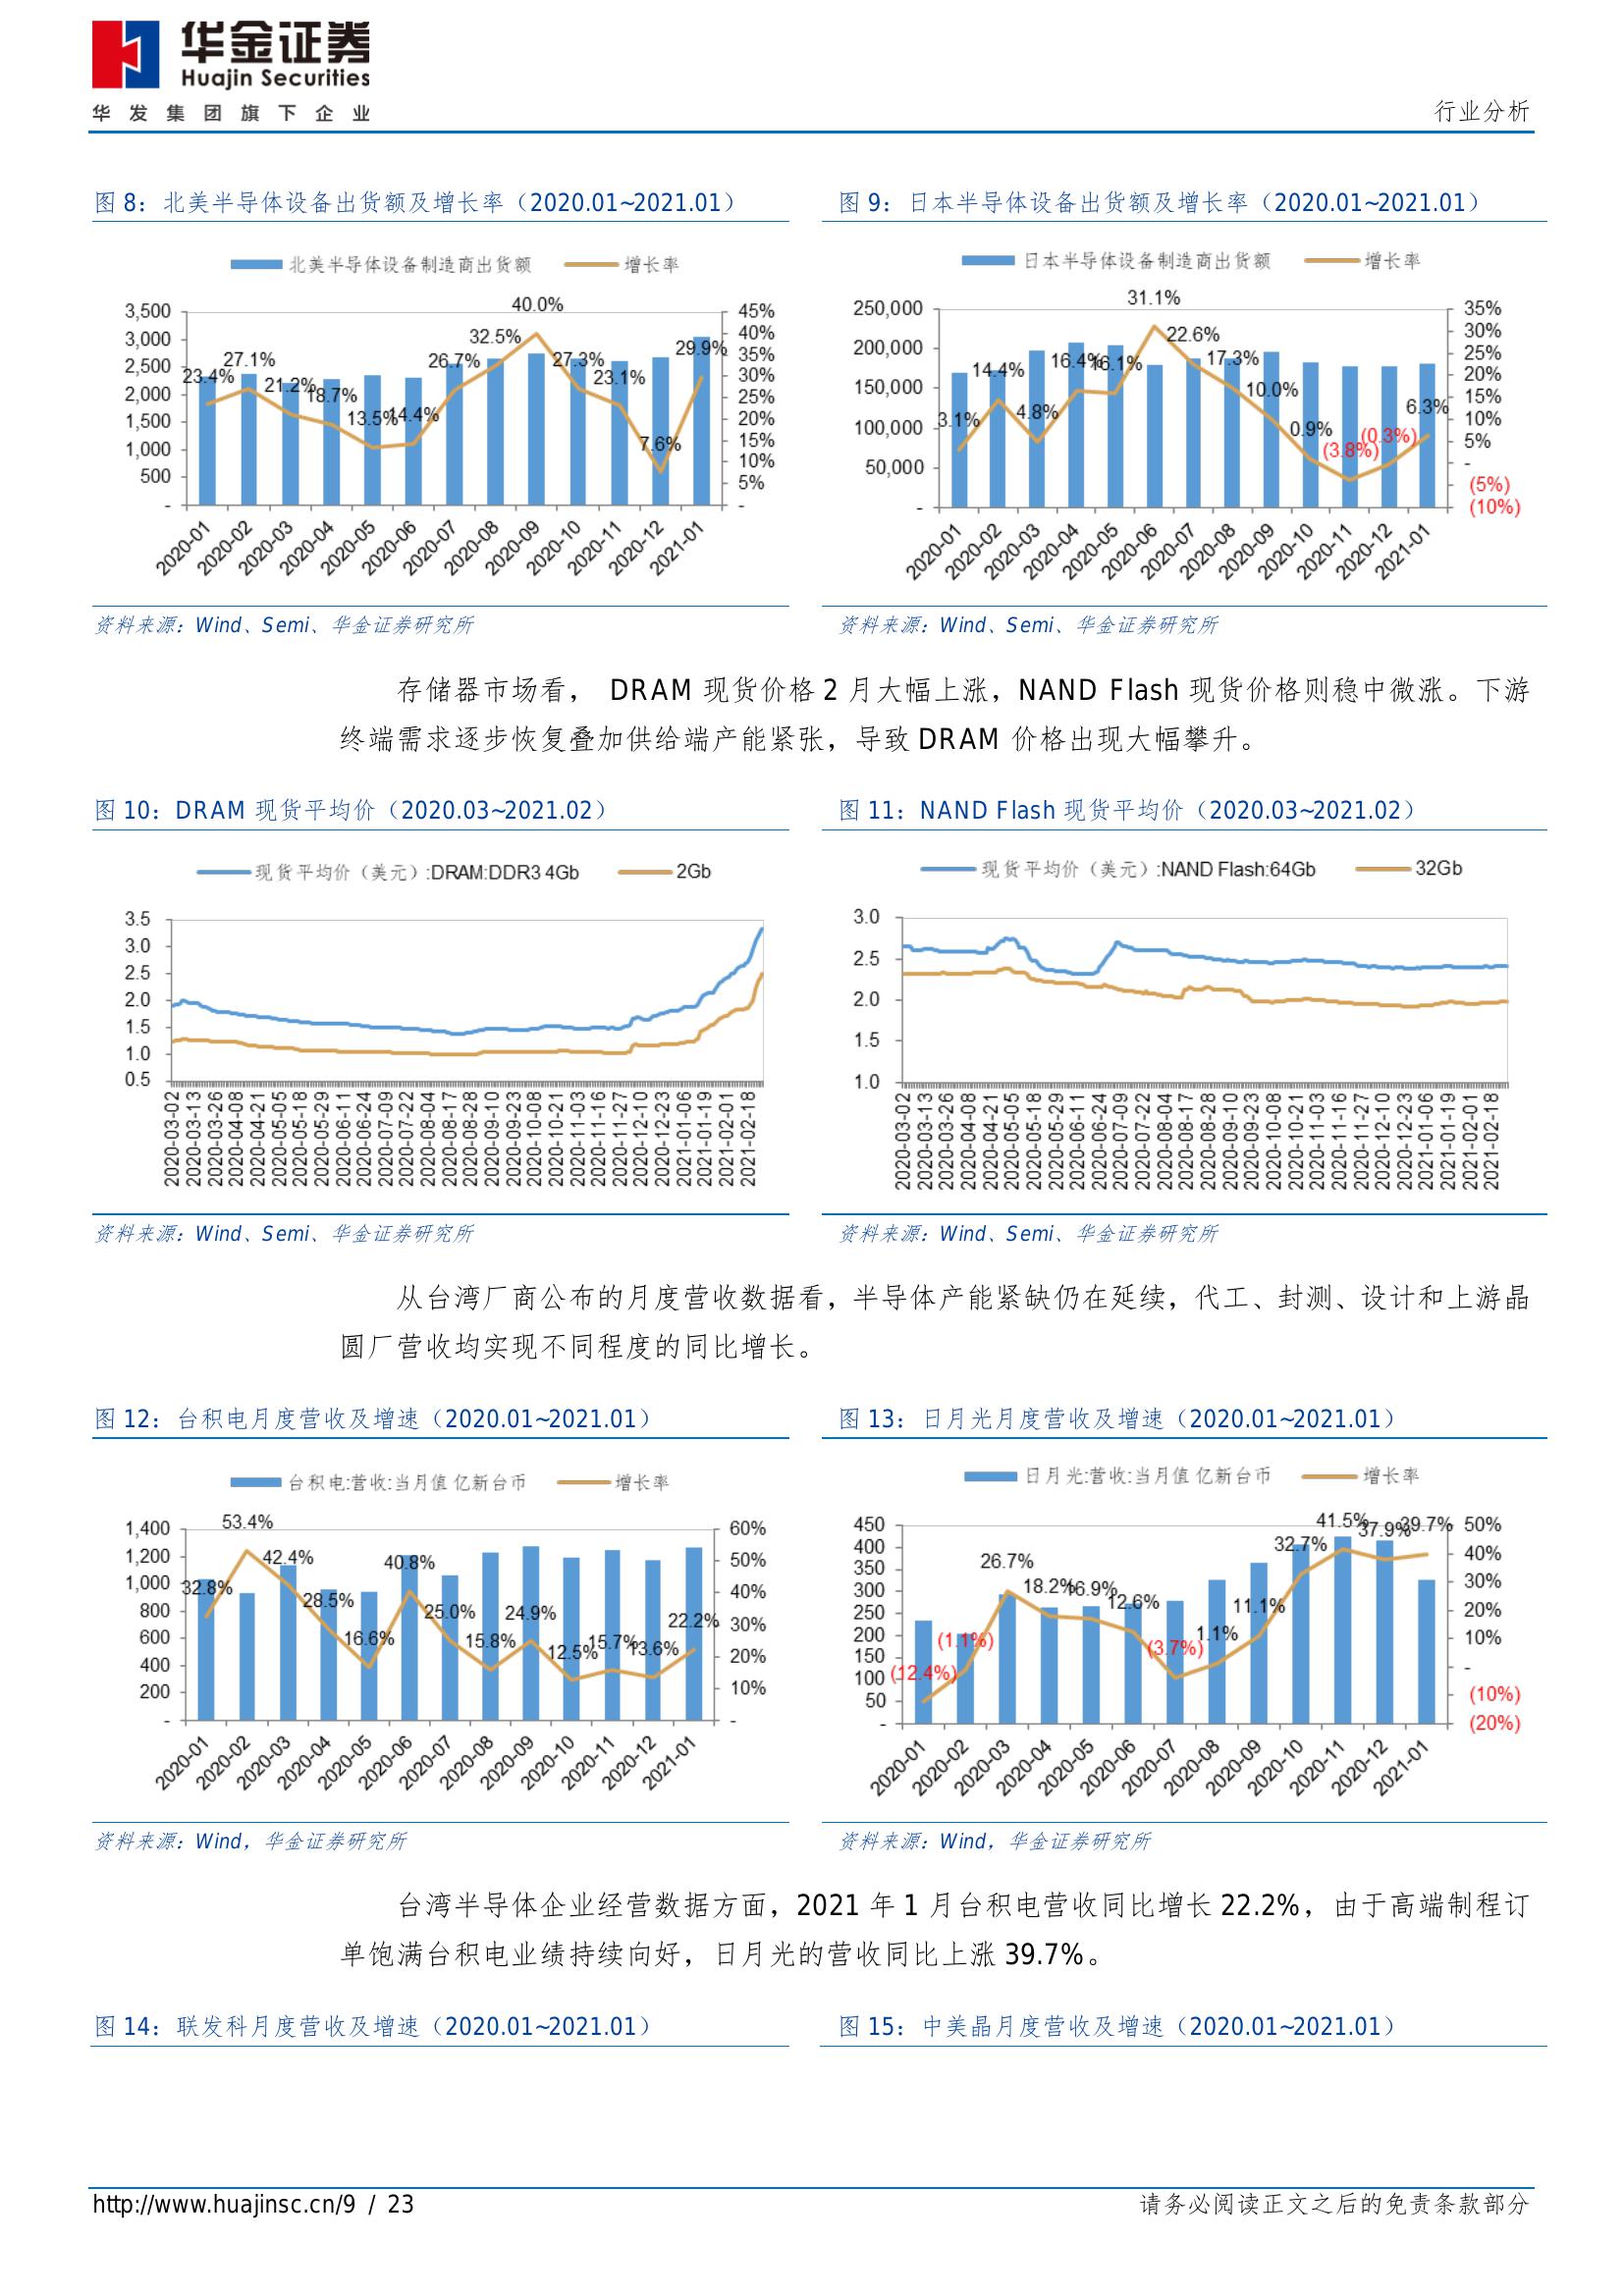 华金证券
Huajin Securities
华发集团旗下企业
行业分析
图 8：北美半导体设备出货额及增长率（2020.01~2021.01）
图 9：日本半导体设备出货额及增长率（2020.01~2021.01）
北美半导体设备制造商出货额 增长率
3,500
3,000
2,500
2,000
1,500
1,000
500
-
45%
40%
35%
30%
25%
20%
15%
10%
5%
-
23.4% 27.1% 21.2% 18.7% 13.5% 14.4% 26.7% 32.5% 40.0% 27.3% 23.1% 7.6% 29.9%
2020-01 2020-02 2020-03 2020-04 2020-05 2020-06 2020-07 2020-08 2020-09 2020-10 2020-11 2020-12 2021-01
日本半导体设备制造商出货额 增长率
250,000
200,000
150,000
100,000
50,000
-
35%
30%
25%
20%
15%
10%
5%
-
(5%)
(10%)
3.1% 14.4% 4.8% 16.4% 16.1% 31.1% 22.6% 17.3% 10.0% 0.9% (3.8%) (0.3%) 6.3%
2020-01 2020-02 2020-03 2020-04 2020-05 2020-06 2020-07 2020-08 2020-09 2020-10 2020-11 2020-12 2021-01
资料来源：Wind、Semi、华金证券研究所
资料来源：Wind、Semi、华金证券研究所
存储器市场看， DRAM 现货价格 2 月大幅上涨，NAND Flash 现货价格则稳中微涨。下游
终端需求逐步恢复叠加供给端产能紧张，导致 DRAM 价格出现大幅攀升。
图 10：DRAM 现货平均价（2020.03~2021.02）
图 11：NAND Flash 现货平均价（2020.03~2021.02）
现货平均价（美元）:DRAM:DDR3 4Gb 2Gb
3.5
3.0
2.5
2.0
1.5
1.0
0.5
2020-03-02 2020-03-13 2020-03-26 2020-04-08 2020-04-21 2020-05-05 2020-05-18 2020-05-29 2020-06-11 2020-06-24 2020-07-09 2020-07-22 2020-08-04 2020-08-17 2020-08-28 2020-09-10 2020-09-23 2020-10-08 2020-10-21 2020-11-03 2020-11-16 2020-11-27 2020-12-10 2020-12-23 2021-01-06 2021-01-19 2021-02-01 2021-02-18
现货平均价（美元）:NAND Flash:64Gb 32Gb
3.0
2.5
2.0
1.5
1.0
2020-03-02 2020-03-13 2020-03-26 2020-04-08 2020-04-21 2020-05-05 2020-05-18 2020-05-29 2020-06-11 2020-06-24 2020-07-09 2020-07-22 2020-08-04 2020-08-17 2020-08-28 2020-09-10 2020-09-23 2020-10-08 2020-10-21 2020-11-03 2020-11-16 2020-11-27 2020-12-10 2020-12-23 2021-01-06 2021-01-19 2021-02-01 2021-02-18
资料来源：Wind、Semi、华金证券研究所
资料来源：Wind、Semi、华金证券研究所
从台湾厂商公布的月度营收数据看，半导体产能紧缺仍在延续，代工、封测、设计和上游晶
圆厂营收均实现不同程度的同比增长。
图 12：台积电月度营收及增速（2020.01~2021.01）
图 13：日月光月度营收及增速（2020.01~2021.01）
台积电:营收:当月值 亿新台币 增长率
1,400
1,200
1,000
800
600
400
200
-
60%
50%
40%
30%
20%
10%
-
32.8% 53.4% 42.4% 28.5% 16.6% 40.8% 25.0% 15.8% 24.9% 12.5% 15.7% 13.6% 22.2%
2020-01 2020-02 2020-03 2020-04 2020-05 2020-06 2020-07 2020-08 2020-09 2020-10 2020-11 2020-12 2021-01
日月光:营收:当月值 亿新台币 增长率
450
400
350
300
250
200
150
100
50
-
50%
40%
30%
20%
10%
-
(10%)
(20%)
(12.4%) (1.1%) 26.7% 18.2% 16.9% 12.6% (3.7%) 1.1% 11.1% 32.7% 41.5% 37.9% 39.7%
2020-01 2020-02 2020-03 2020-04 2020-05 2020-06 2020-07 2020-08 2020-09 2020-10 2020-11 2020-12 2021-01
资料来源：Wind，华金证券研究所
资料来源：Wind，华金证券研究所
台湾半导体企业经营数据方面，2021 年 1 月台积电营收同比增长 22.2%，由于高端制程订
单饱满台积电业绩持续向好，日月光的营收同比上涨 39.7%。
图 14：联发科月度营收及增速（2020.01~2021.01）
图 15：中美晶月度营收及增速（2020.01~2021.01）
http://www.huajinsc.cn/9 / 23
请务必阅读正文之后的免责条款部分